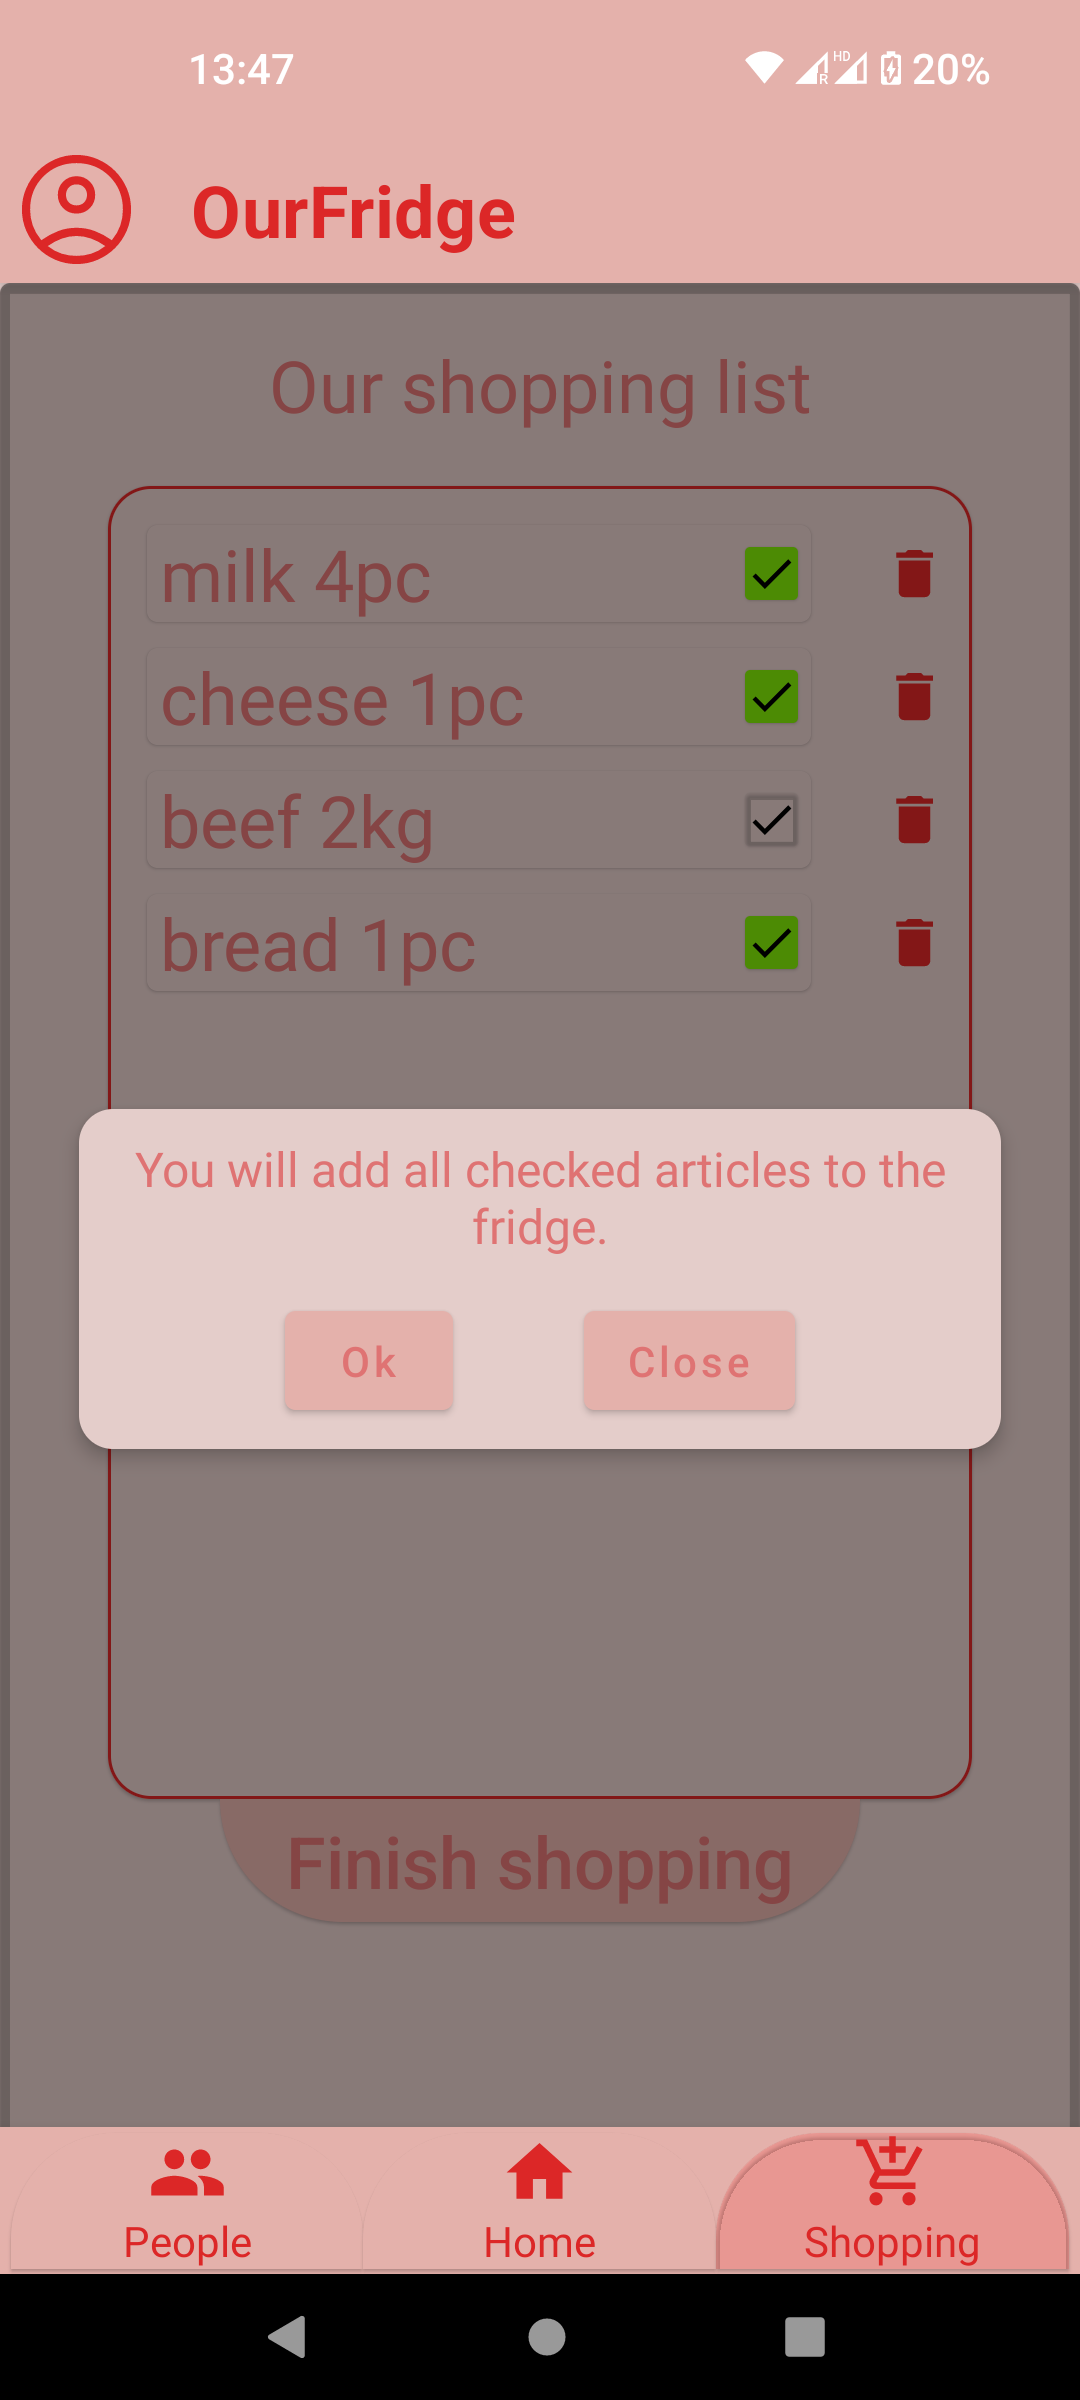 13:47
HD
R
20%
OurFridge
Our shopping list
milk 4pc
cheese 1pc
beef 2kg
bread 1pc
You will add all checked articles to the
fridge.
Ok
Close
Finish shopping
People
Home
Shopping